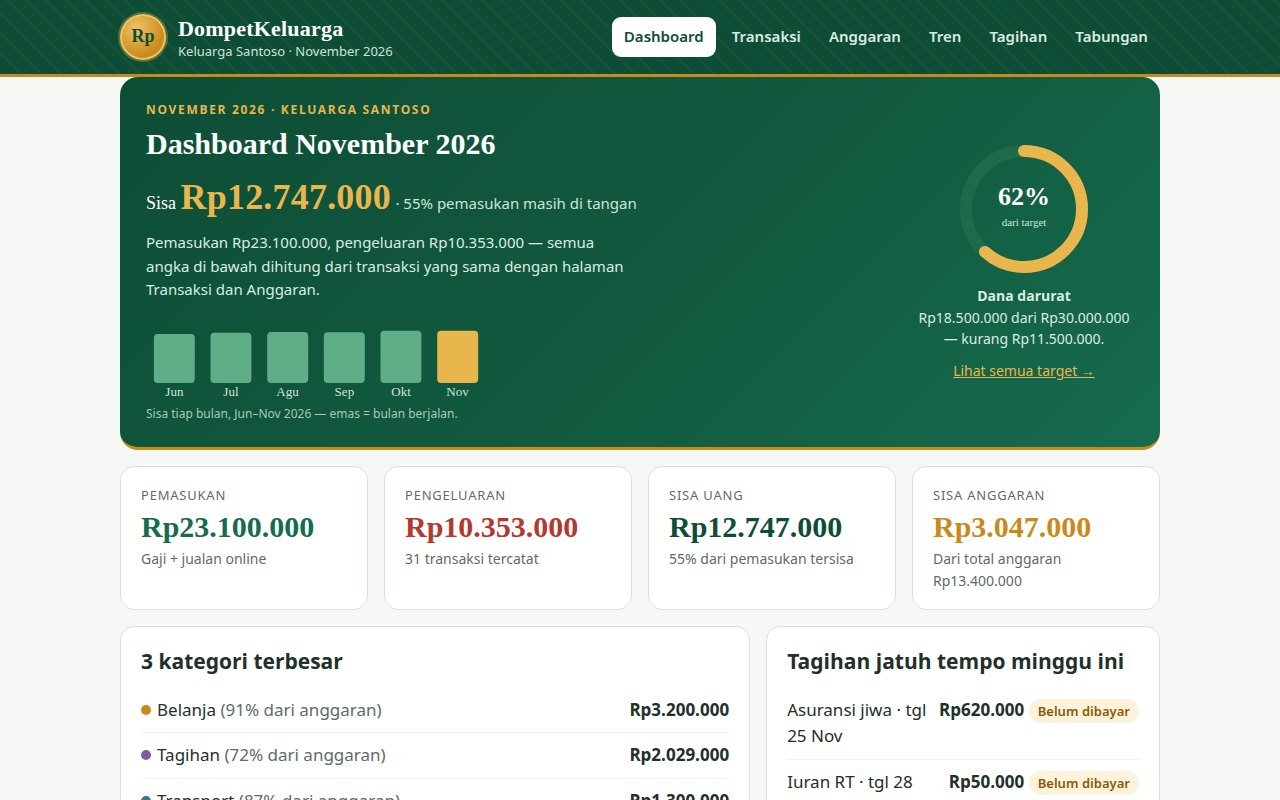 Rp
DompetKeluarga
Keluarga Santoso · November 2026
Dashboard
Transaksi
Anggaran
Tren
Tagihan
Tabungan
NOVEMBER 2026 · KELUARGA SANTOSO
Dashboard November 2026
Sisa Rp12.747.000 · 55% pemasukan masih di tangan
Pemasukan Rp23.100.000, pengeluaran Rp10.353.000 — semua
angka di bawah dihitung dari transaksi yang sama dengan halaman
Transaksi dan Anggaran.
Jun
Jul
Agu
Sep
Okt
Nov
Sisa tiap bulan, Jun–Nov 2026 — emas = bulan berjalan.
62%
dari target
Dana darurat
Rp18.500.000 dari Rp30.000.000
— kurang Rp11.500.000.
Lihat semua target →
PEMASUKAN
Rp23.100.000
Gaji + jualan online
PENGELUARAN
Rp10.353.000
31 transaksi tercatat
SISA UANG
Rp12.747.000
55% dari pemasukan tersisa
SISA ANGGARAN
Rp3.047.000
Dari total anggaran
Rp13.400.000
3 kategori terbesar
Belanja (91% dari anggaran)
Rp3.200.000
Tagihan (72% dari anggaran)
Rp2.029.000
Transport (87% dari anggaran)
Rp1.300.000
Tagihan jatuh tempo minggu ini
Asuransi jiwa · tgl
25 Nov
Rp620.000
Belum dibayar
Iuran RT · tgl 28
Rp50.000
Belum dibayar